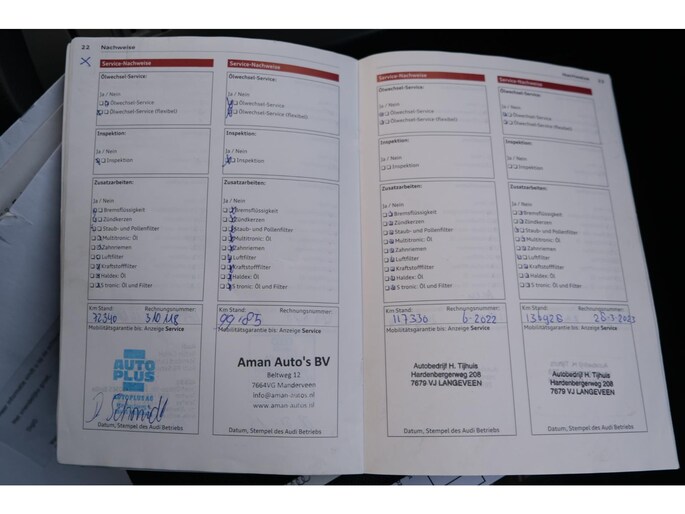 22 Nachweise
Service-Nachweise
Ölwechsel-Service:
Ja / Nein
Ölwechsel-Service
Ölwechsel-Service (flexibel)
Inspektion:
Ja / Nein
Inspektion
Zusatzarbeiten:
Ja / Nein
Bremsflüssigkeit
Zündkerzen
Staub- und Pollenfilter
Multitronic: Öl
Zahnriemen
Luftfilter
Kraftstofffilter
Haldex: Öl
S tronic: Öl und Filter
Km Stand: Rechnungsnummer:
72340
Mobilitätsgarantie bis: Anzeige Service
AUTO
PLUS
D. Schmidt
Datum, Stempel des Audi Betriebs
Service-Nachweise
Ölwechsel-Service:
Ja / Nein
Ölwechsel-Service
Ölwechsel-Service (flexibel)
Inspektion:
Ja / Nein
Inspektion
Zusatzarbeiten:
Ja / Nein
Bremsflüssigkeit
Zündkerzen
Staub- und Pollenfilter
Multitronic: Öl
Zahnriemen
Luftfilter
Kraftstofffilter
Haldex: Öl
S tronic: Öl und Filter
Km Stand: Rechnungsnummer:
Mobilitätsgarantie bis: Anzeige Service
Aman Auto's BV
Beitweg 12
7664VG Manderveen
info@aman-autos.nl
www.aman-autos.nl
Datum, Stempel des Audi Betriebs
Service-Nachweise
Ölwechsel-Service:
Ja / Nein
Ölwechsel-Service
Ölwechsel-Service (flexibel)
Inspektion:
Ja / Nein
Inspektion
Zusatzarbeiten:
Ja / Nein
Bremsflüssigkeit
Zündkerzen
Staub- und Pollenfilter
Multitronic: Öl
Zahnriemen
Luftfilter
Kraftstofffilter
Haldex: Öl
S tronic: Öl und Filter
Km Stand: Rechnungsnummer:
117330 6-2022
Mobilitätsgarantie bis: Anzeige Service
Autobedrijf H. Tijhuis
Hardenbergerweg 208
7679 VJ LANGEVEEN
Datum, Stempel des Audi Betriebs
Nachweise
Service-Nachweise
Ölwechsel-Service:
Ja / Nein
Ölwechsel-Service
Ölwechsel-Service (flexibel)
Inspektion:
Ja / Nein
Inspektion
Zusatzarbeiten:
Ja / Nein
Bremsflüssigkeit
Zündkerzen
Staub- und Pollenfilter
Multitronic: Öl
Zahnriemen
Luftfilter
Kraftstofffilter
Haldex: Öl
S tronic: Öl und Filter
Km Stand: Rechnungsnummer:
28-3-2023
Mobilitätsgarantie bis: Anzeige Service
Autobedrijf H. Tijhuis
Hardenbergerweg 208
7679 VJ LANGEVEEN
Datum, Stempel des Audi Betriebs